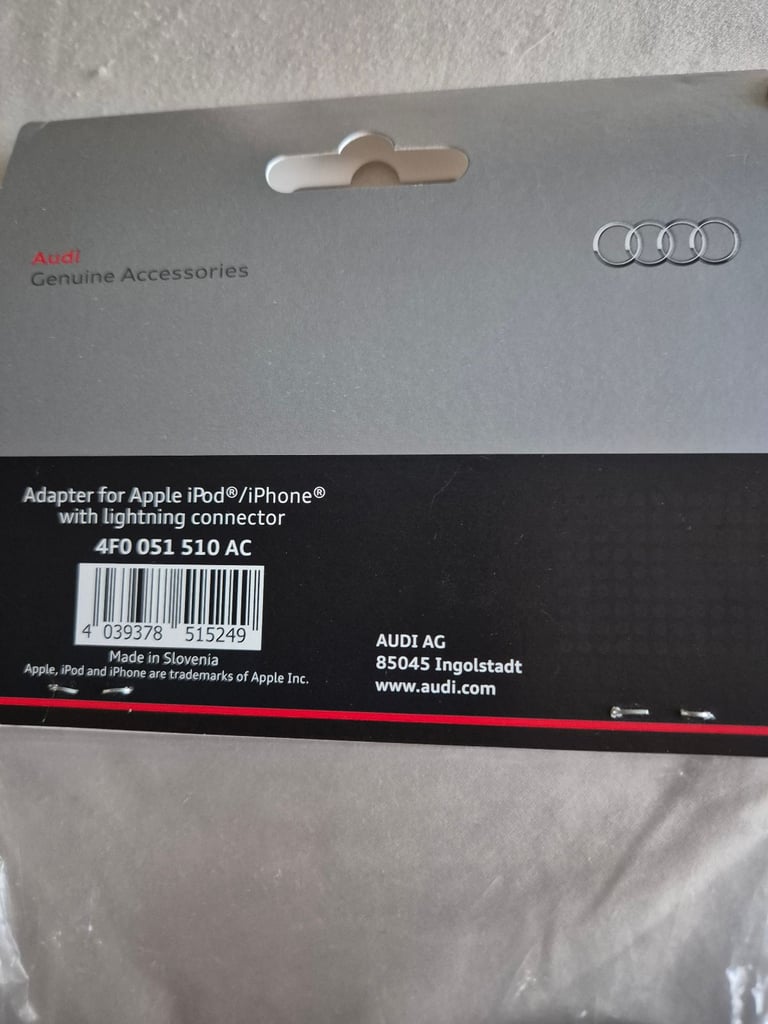 Audi
Genuine Accessories
Adapter for Apple iPod®/iPhone®
with lightning connector
4F0 051 510 AC
4 039378 515249
Made in Slovenia
Apple, iPod and iPhone are trademarks of Apple Inc.
AUDI AG
85045 Ingolstadt
www.audi.com